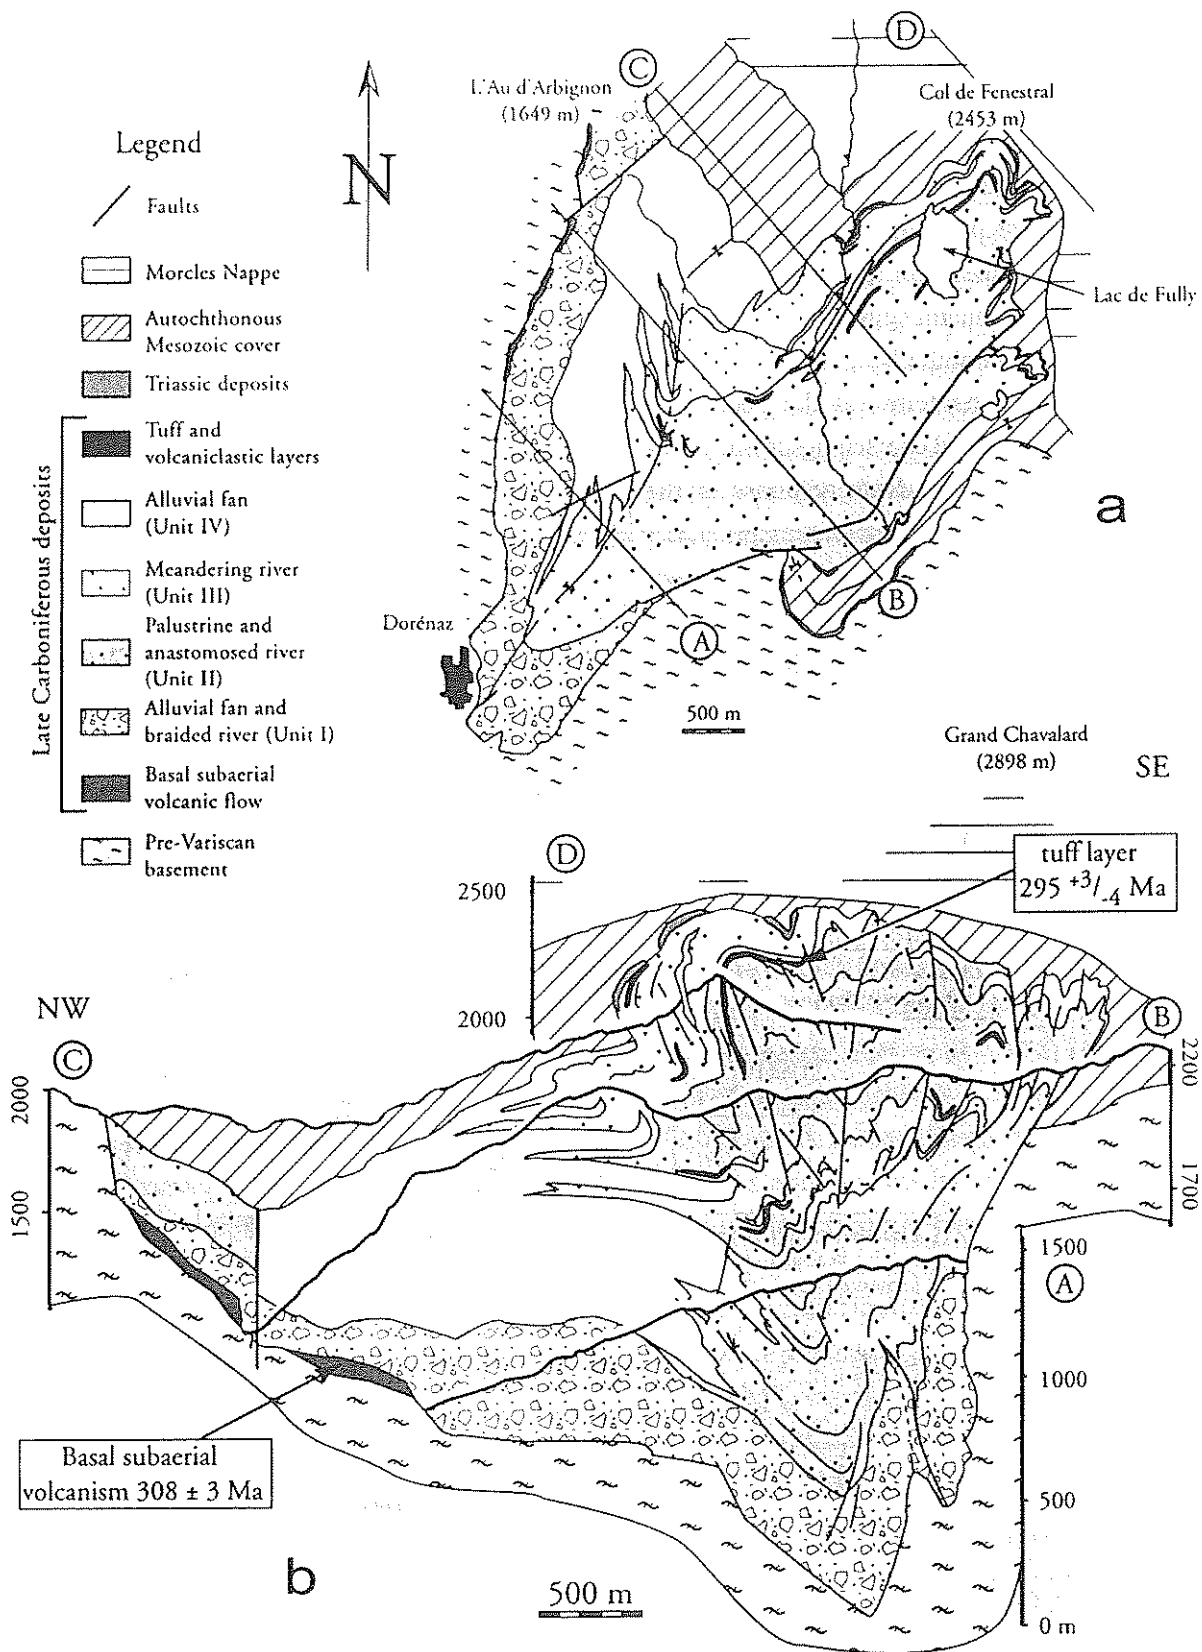 D
C
L'Au d'Arbignon
(1649 m)
Col de Fenestral
(2453 m)
Legend
N
Faults
Morcles Nappe
Lac de Fully
Autochthonous
Mesozoic cover
Triassic deposits
Late Carboniferous deposits
Tuff and
volcaniclastic layers
Alluvial fan
(Unit IV)
a
Meandering river
(Unit III)
B
Dorénaz
A
Palustrine and
anastomosed river
(Unit II)
Alluvial fan and
braided river (Unit I)
500 m
Basal subaerial
volcanic flow
Grand Chavalard
(2898 m)
SE
Pre-Variscan
basement
D
tuff layer
295 +3/-4 Ma
2500
NW
2000
B
C
2200
2000
1500
1700
1500
A
1000
Basal subaerial
volcanism 308 ± 3 Ma
500
b
500 m
0 m